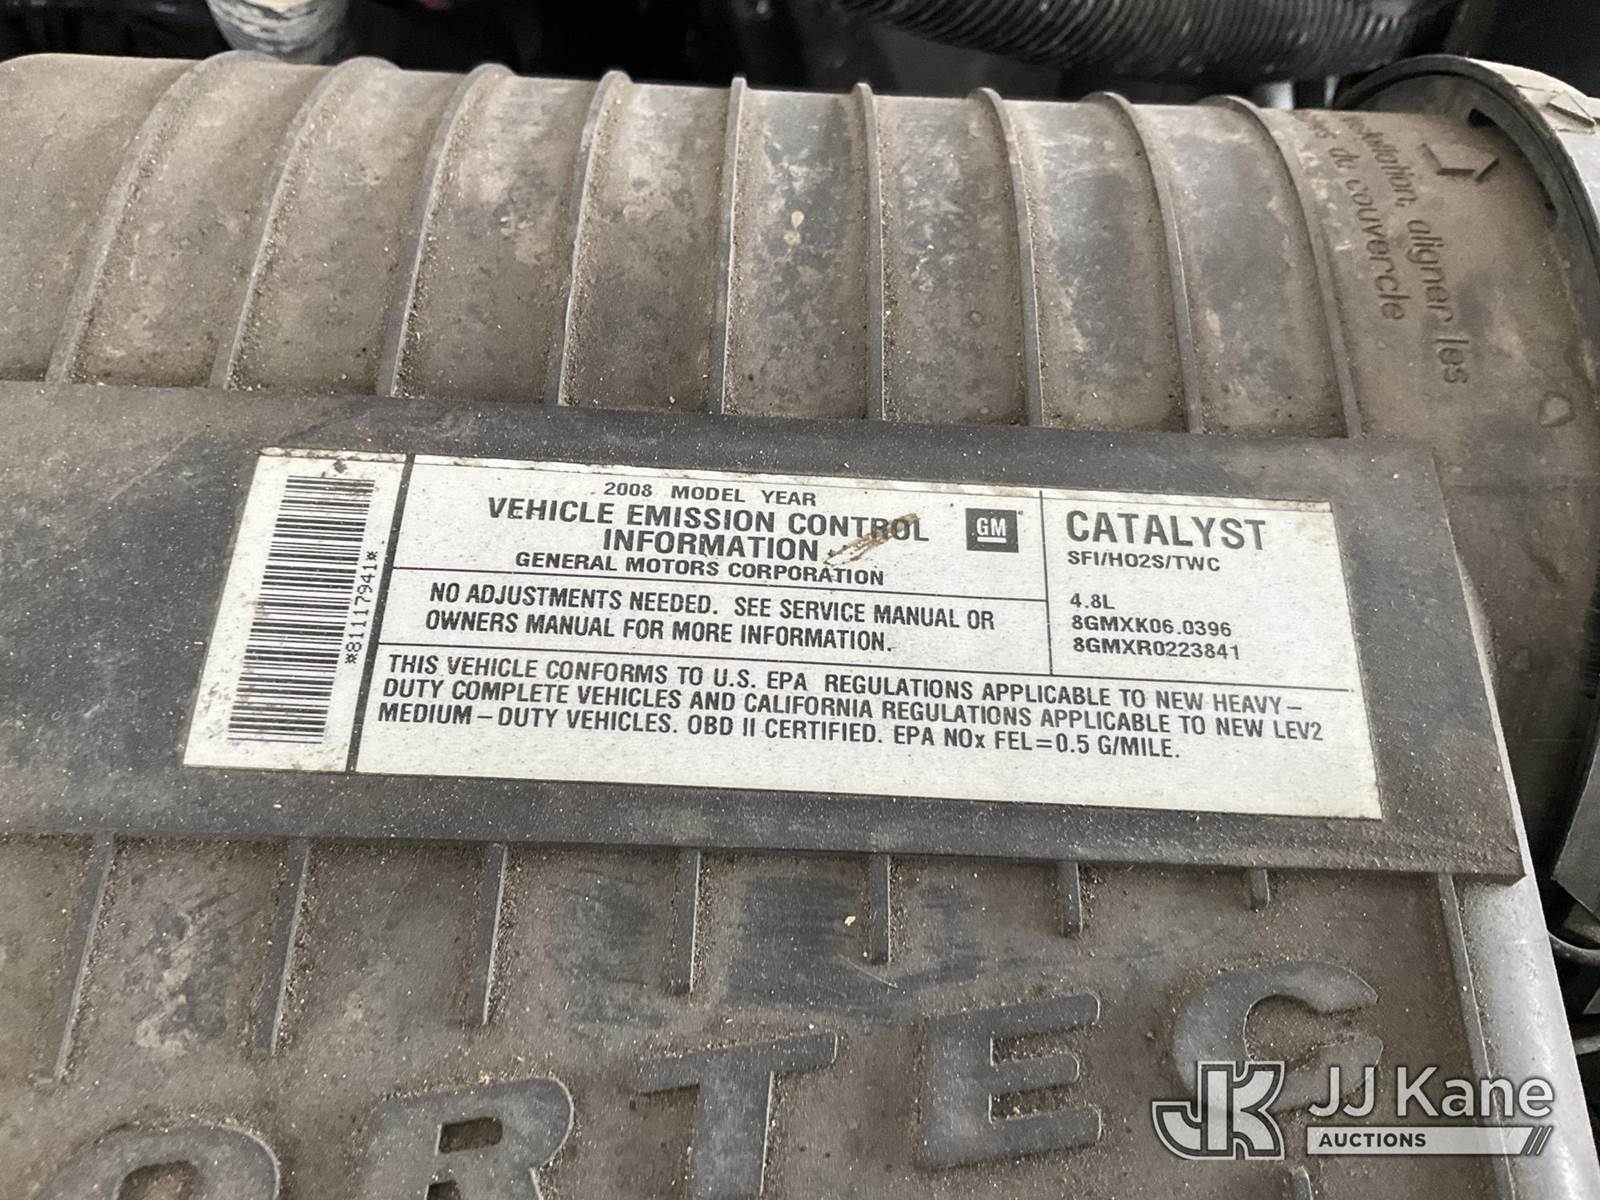 installation, aligner les
du couvercle
2008 MODEL YEAR
VEHICLE EMISSION CONTROL
INFORMATION
GENERAL MOTORS CORPORATION
GM
CATALYST
SFI/HO2S/TWC
4.8L
8GMXK06.0396
8GMXR0223841
NO ADJUSTMENTS NEEDED. SEE SERVICE MANUAL OR
OWNERS MANUAL FOR MORE INFORMATION.
THIS VEHICLE CONFORMS TO U.S. EPA REGULATIONS APPLICABLE TO NEW HEAVY–
DUTY COMPLETE VEHICLES AND CALIFORNIA REGULATIONS APPLICABLE TO NEW LEV2
MEDIUM–DUTY VEHICLES. OBD II CERTIFIED. EPA NOx FEL=0.5 G/MILE.
*81117941*
ORTEC
JK JJ Kane
AUCTIONS